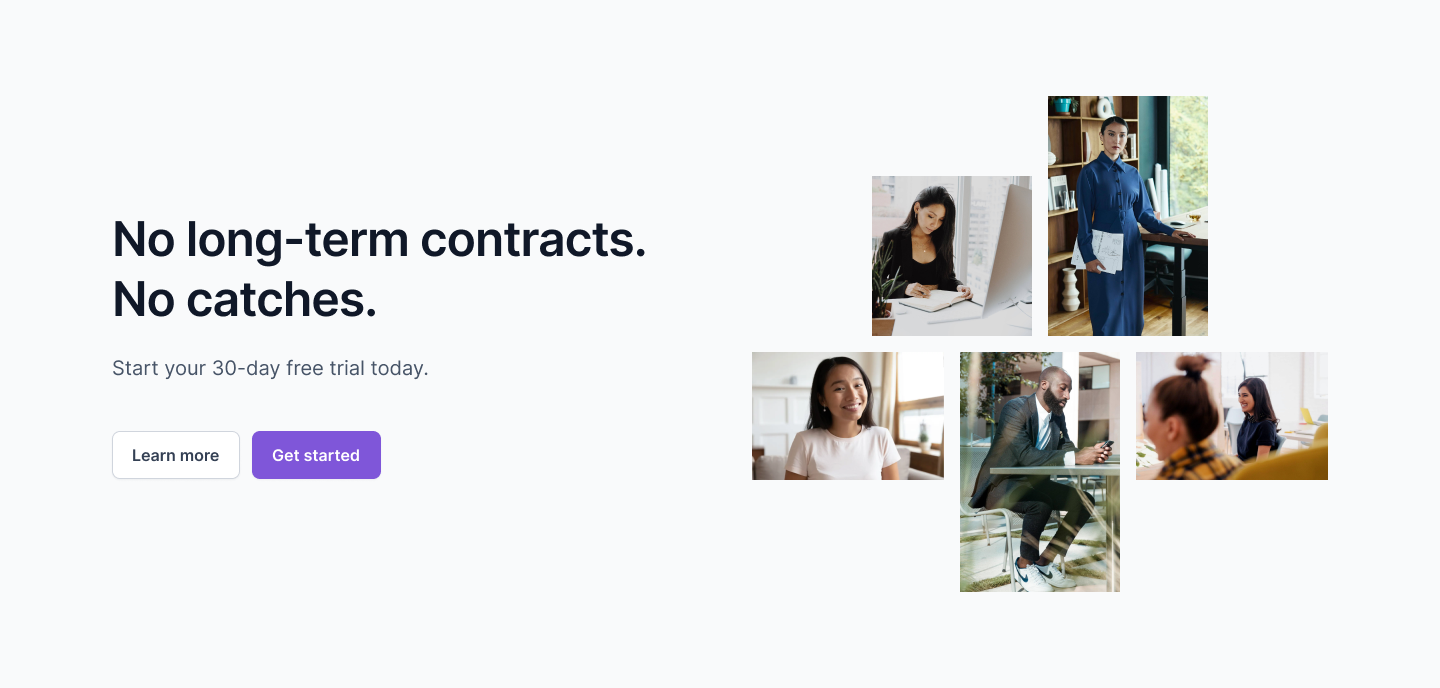 No long-term contracts.
No catches.
Start your 30-day free trial today.
Learn more
Get started